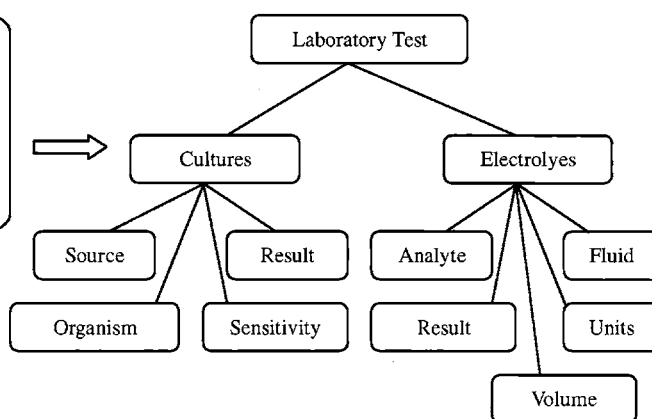 Laboratory Test
Cultures
Electrolyes
Source
Result
Analyte
Fluid
Organism
Sensitivity
Result
Units
Volume